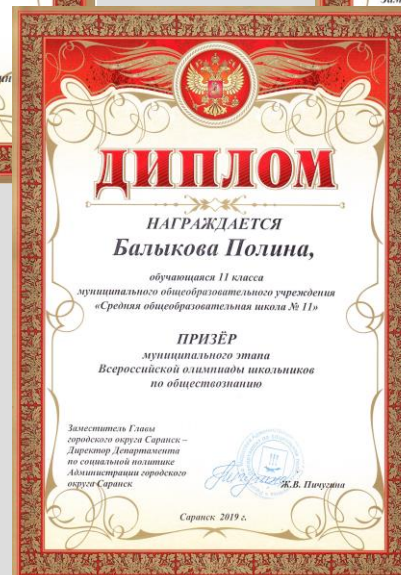 ДИПЛОМ
НАГРАЖДАЕТСЯ
Балыкова Полина,
обучающаяся 11 класса
муниципального общеобразовательного учреждения
«Средняя общеобразовательная школа № 11»
ПРИЗЁР
муниципального этапа
Всероссийской олимпиады школьников
по обществознанию
Заместитель Главы
городского округа Саранск –
Директор Департамента
по социальной политике
Администрации городского
округа Саранск
Ж.В. Пичугина
Саранск 2019 г.